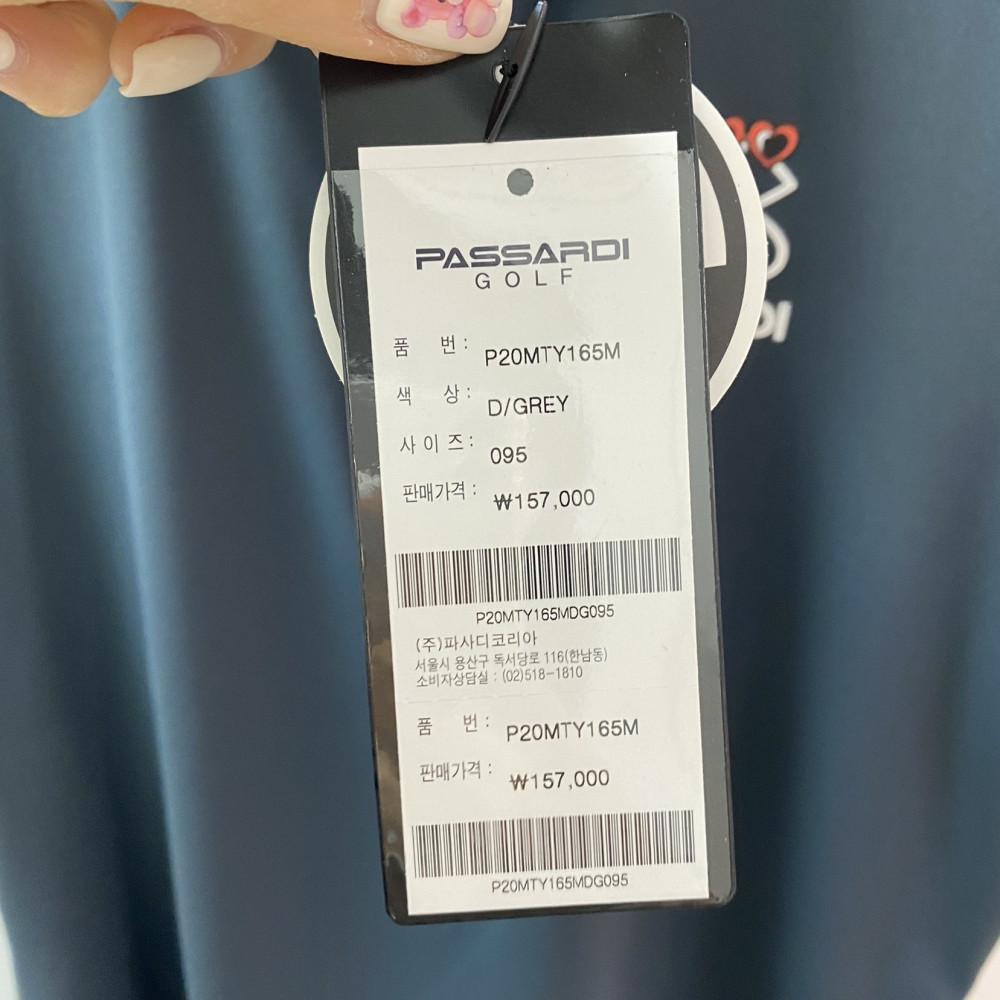 PASSARDI
GOLF
품 번 : P20MTY165M
색 상 : D/GREY
사 이 즈 : 095
판매가격 : ₩157,000
P20MTY165MDG095
(주)파사디코리아
서울시 용산구 독서당로 116(한남동)
소비자상담실 : (02)518-1810
품 번 : P20MTY165M
판매가격 : ₩157,000
P20MTY165MDG095